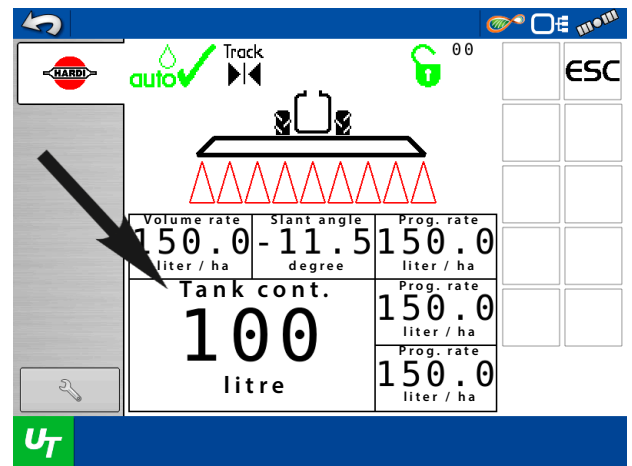 HARDI
auto
Track
00
ESC
Volume rate
150.0
liter / ha
Slant angle
-11.5
degree
Prog. rate
150.0
liter / ha
Tank cont.
100
litre
Prog. rate
150.0
liter / ha
Prog. rate
150.0
liter / ha
UT